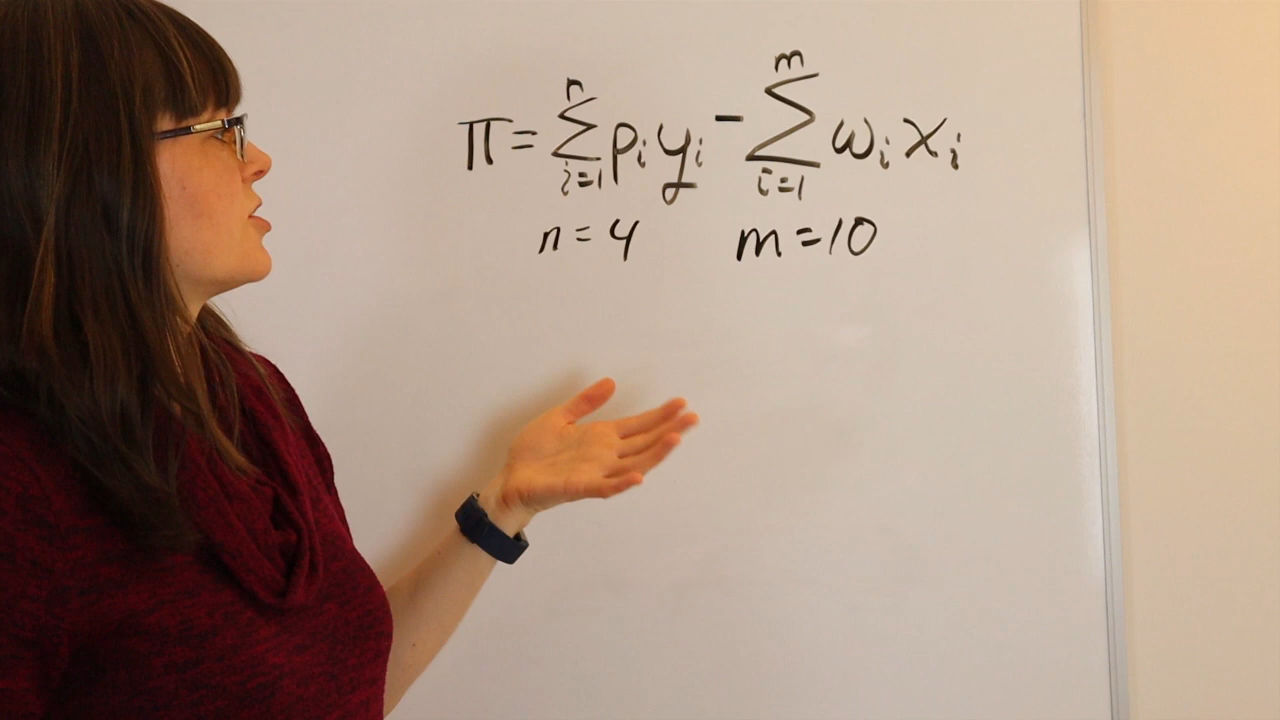 π = Σ_{i=1}^{n} p_i y_i - Σ_{i=1}^{m} ω_i x_i
n = 4 m = 10